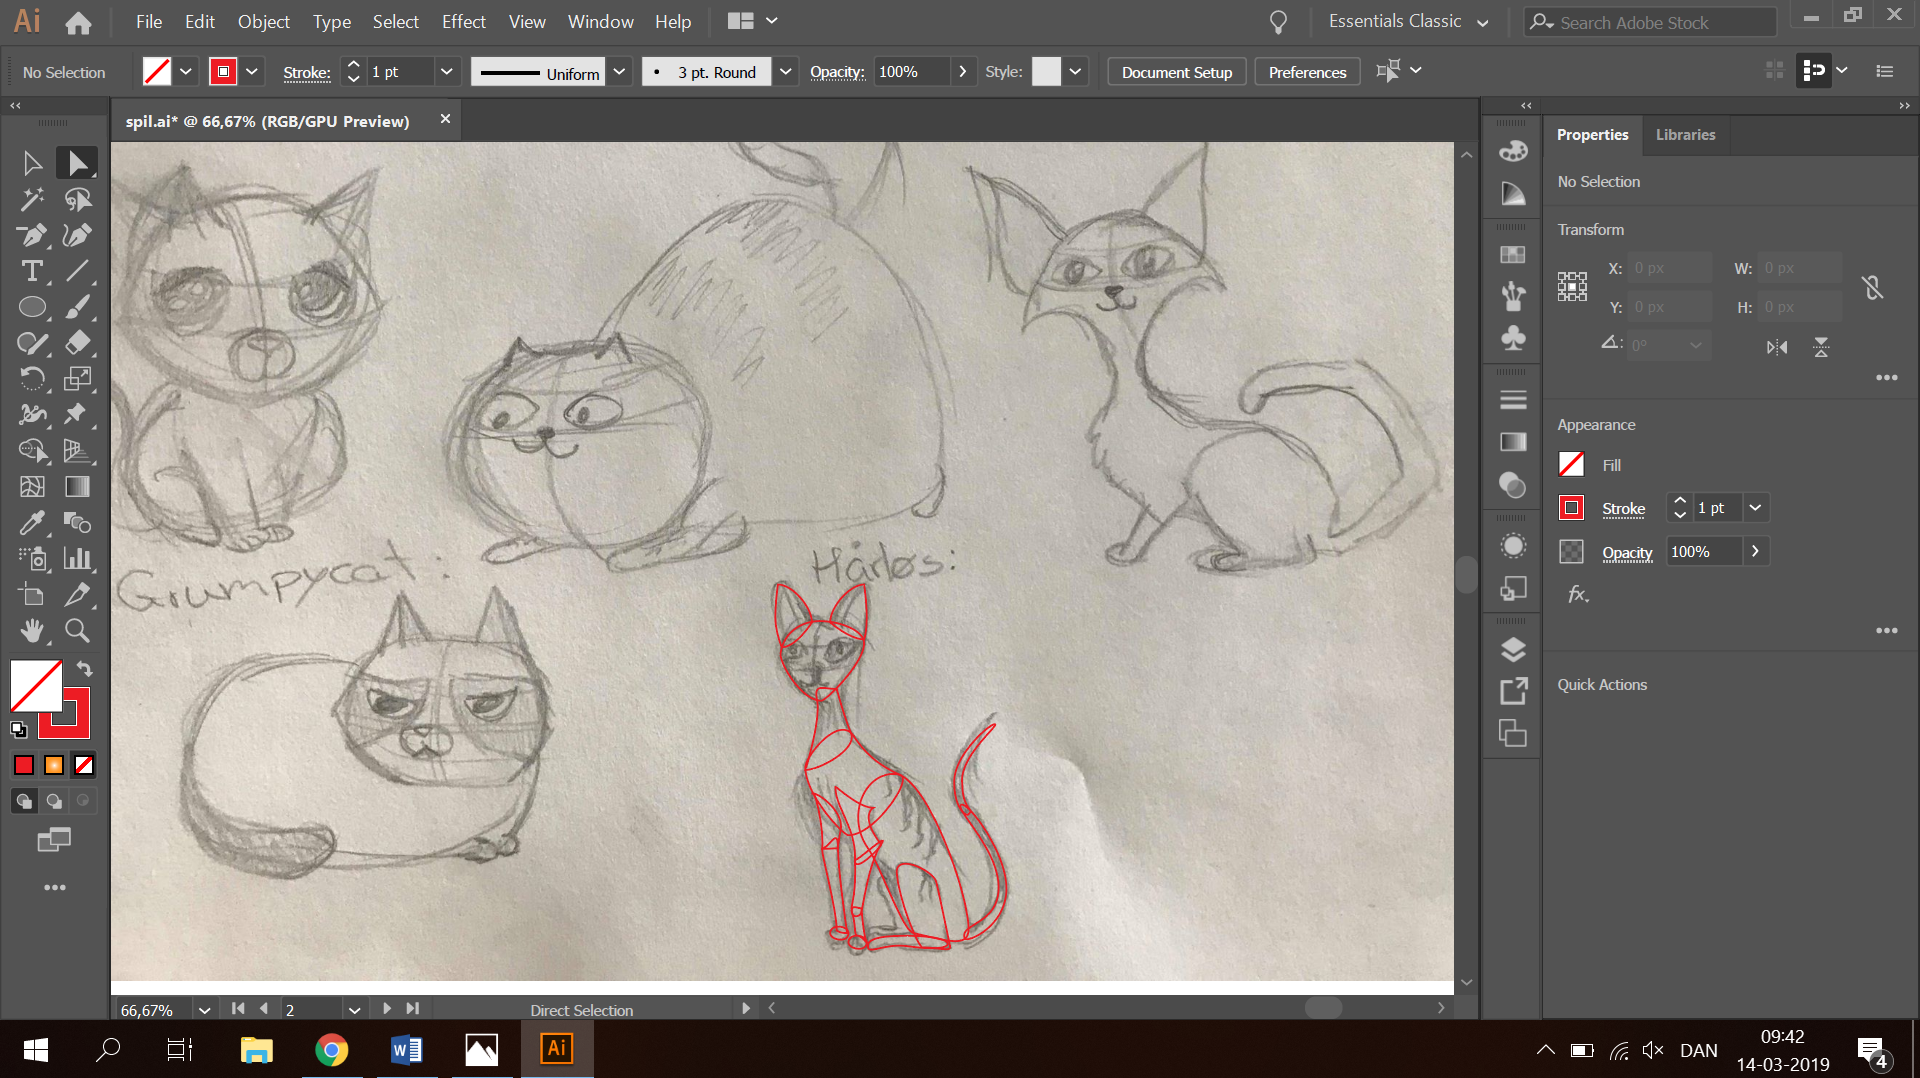 Ai File Edit Object Type Select Effect View Window Help Essentials Classic Search Adobe Stock
No Selection Stroke: 1 pt Uniform 3 pt. Round Opacity: 100% Style: Document Setup Preferences
spil.ai* @ 66,67% (RGB/GPU Preview)
Properties Libraries
No Selection
Transform
X: 0 px W: 0 px
Y: 0 px H: 0 px
0°
Appearance
Fill
Stroke 1 pt
Opacity 100%
fx.
Quick Actions
Hårløs:
Grumpycat:
66,67% 2 Direct Selection
W Ai DAN 09:42
14-03-2019 4